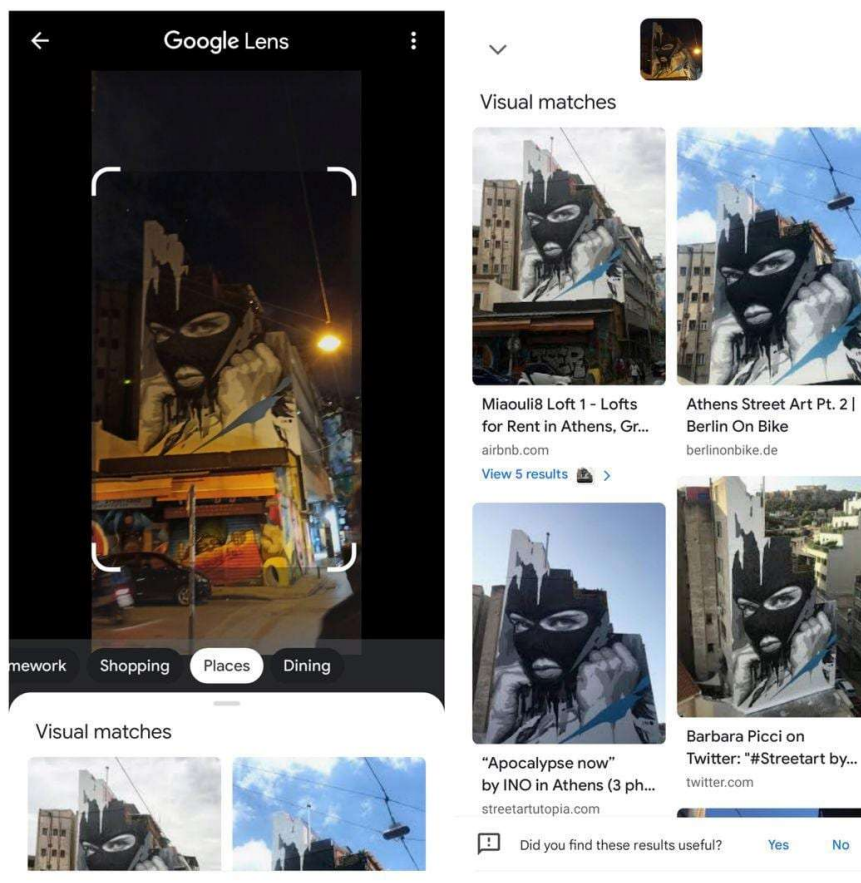 Google Lens
mework
Shopping
Places
Dining
Visual matches
Visual matches
Miaouli8 Loft 1 - Lofts
for Rent in Athens, Gr...
airbnb.com
View 5 results
Athens Street Art Pt. 2 |
Berlin On Bike
berlinonbike.de
“Apocalypse now”
by INO in Athens (3 ph...
streetartutopia.com
Barbara Picci on
Twitter: "#Streetart by...
twitter.com
Did you find these results useful?
Yes
No